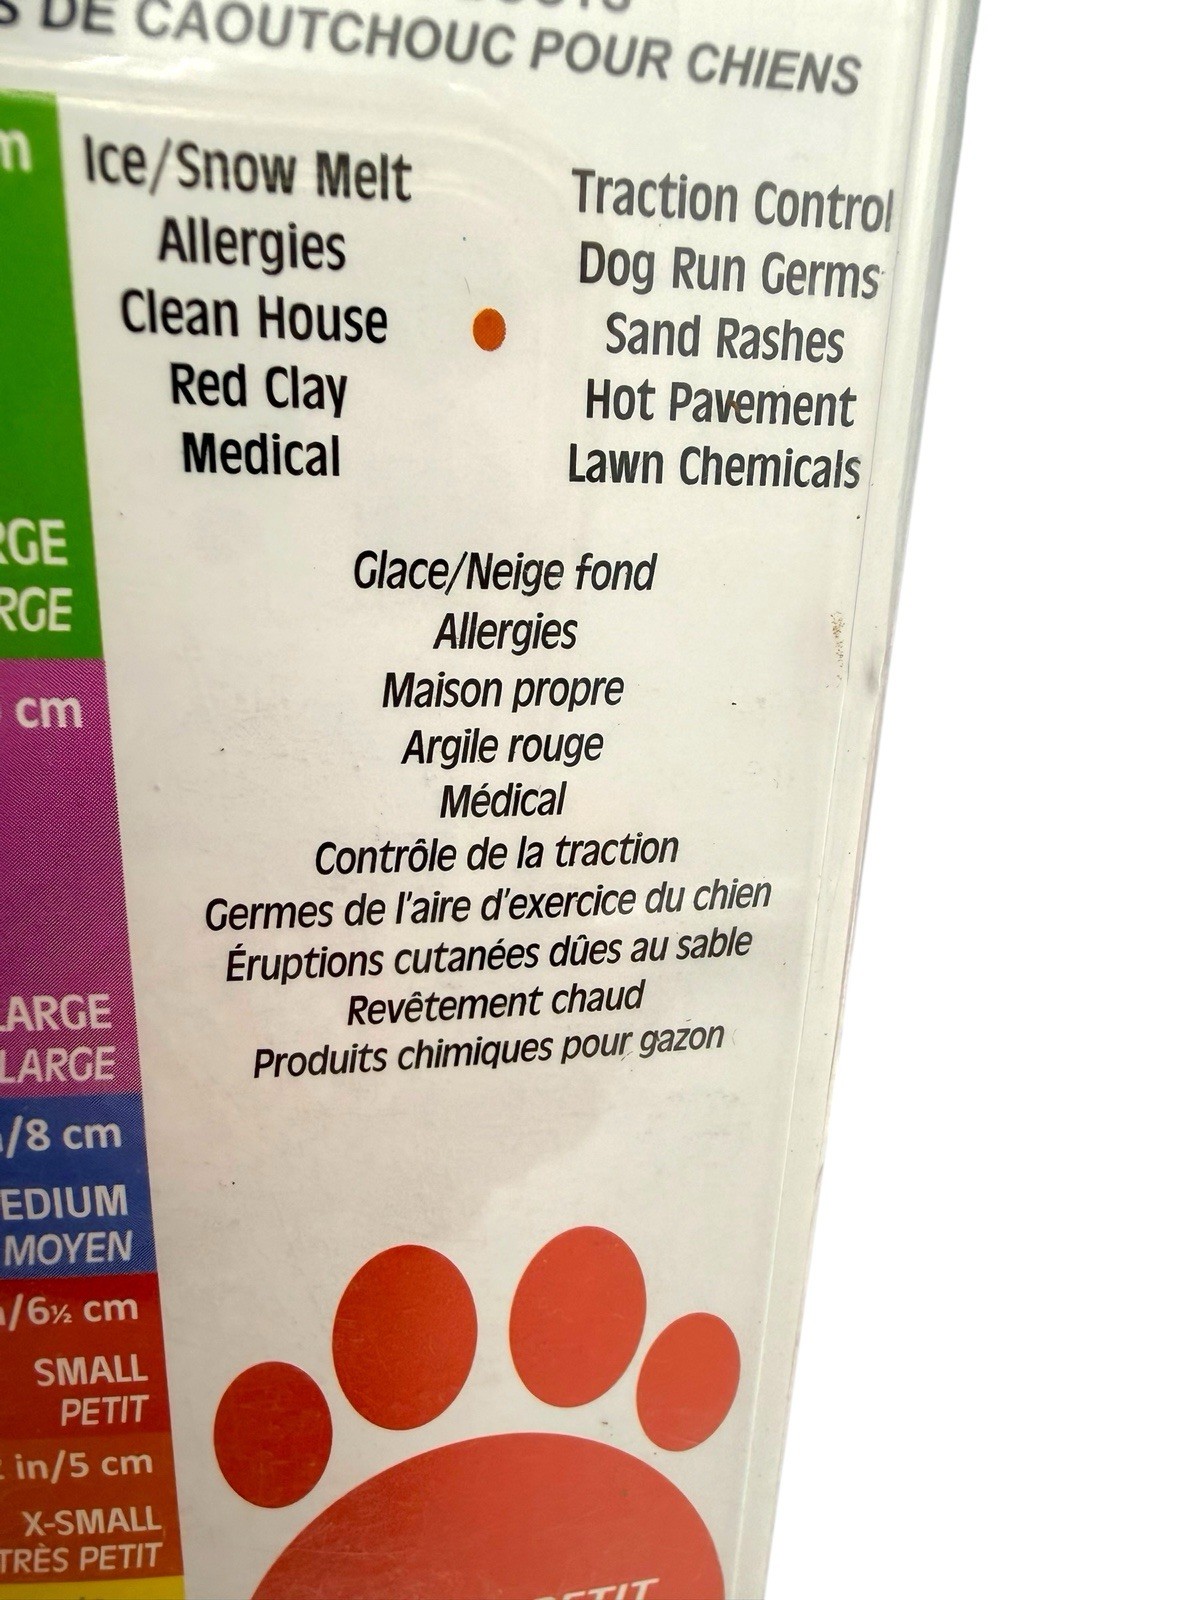 DE CAOUTCHOUC POUR CHIENS
Ice/Snow Melt
Allergies
Clean House
Red Clay
Medical
Traction Control
Dog Run Germs
Sand Rashes
Hot Pavement
Lawn Chemicals
Glace/Neige fond
Allergies
Maison propre
Argile rouge
Médical
Contrôle de la traction
Germes de l'aire d'exercice du chien
Éruptions cutanées dûes au sable
Revêtement chaud
Produits chimiques pour gazon
cm
LARGE
LARGE
/8 cm
EDIUM
MOYEN
/6½ cm
SMALL
PETIT
in/5 cm
X-SMALL
TRÈS PETIT
PETIT